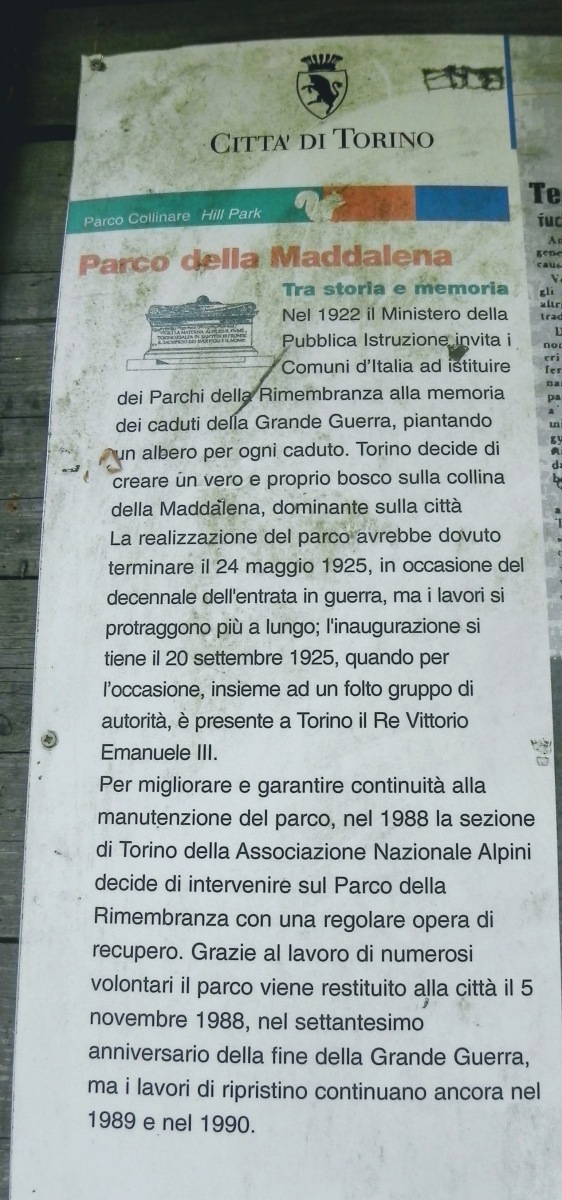 CITTA' DI TORINO
Parco Collinare Hill Park
Parco della Maddalena
Tra storia e memoria
Nel 1922 il Ministero della
Pubblica Istruzione invita i
Comuni d'Italia ad istituire
dei Parchi della Rimembranza alla memoria
dei caduti della Grande Guerra, piantando
un albero per ogni caduto. Torino decide di
creare un vero e proprio bosco sulla collina
della Maddalena, dominante sulla città
La realizzazione del parco avrebbe dovuto
terminare il 24 maggio 1925, in occasione del
decennale dell'entrata in guerra, ma i lavori si
protraggono più a lungo; l'inaugurazione si
tiene il 20 settembre 1925, quando per
l'occasione, insieme ad un folto gruppo di
autorità, è presente a Torino il Re Vittorio
Emanuele III.
Per migliorare e garantire continuità alla
manutenzione del parco, nel 1988 la sezione
di Torino della Associazione Nazionale Alpini
decide di intervenire sul Parco della
Rimembranza con una regolare opera di
recupero. Grazie al lavoro di numerosi
volontari il parco viene restituito alla città il 5
novembre 1988, nel settantesimo
anniversario della fine della Grande Guerra,
ma i lavori di ripristino continuano ancora nel
1989 e nel 1990.